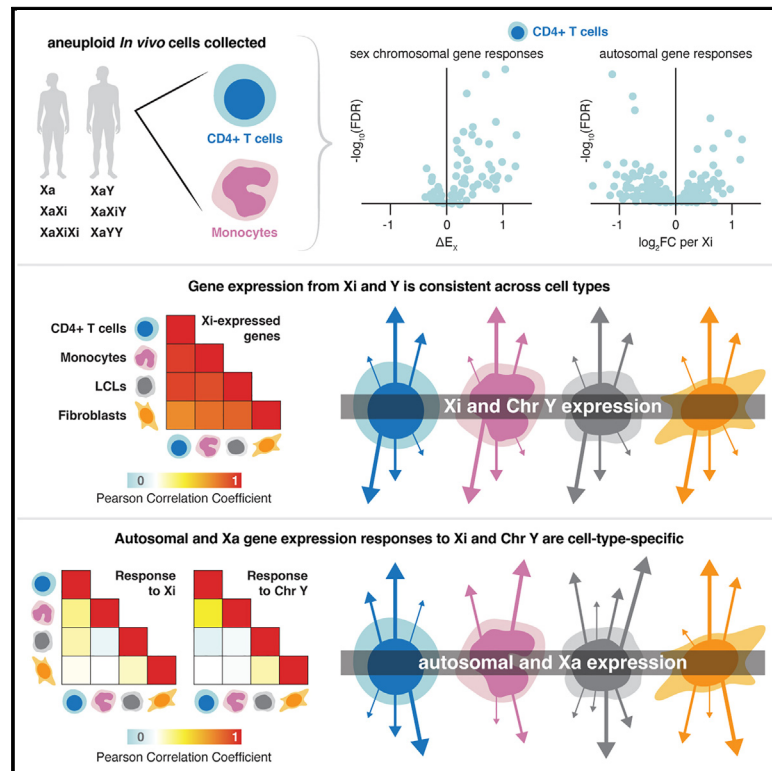 aneuploid In vivo cells collected
Xa XaY
XaXi XaXiY
XaXiXi XaYY
CD4+ T cells
Monocytes
CD4+ T cells
sex chromosomal gene responses
-log10(FDR)
-1 0 1
ΔEX
autosomal gene responses
-log10(FDR)
-1 0 1
log2FC per Xi
Gene expression from Xi and Y is consistent across cell types
CD4+ T cells
Monocytes
LCLs
Fibroblasts
Xi-expressed
genes
0 1
Pearson Correlation Coefficient
Xi and Chr Y expression
Autosomal and Xa gene expression responses to Xi and Chr Y are cell-type-specific
Response
to Xi
Response
to Chr Y
0 1
Pearson Correlation Coefficient
autosomal and Xa expression